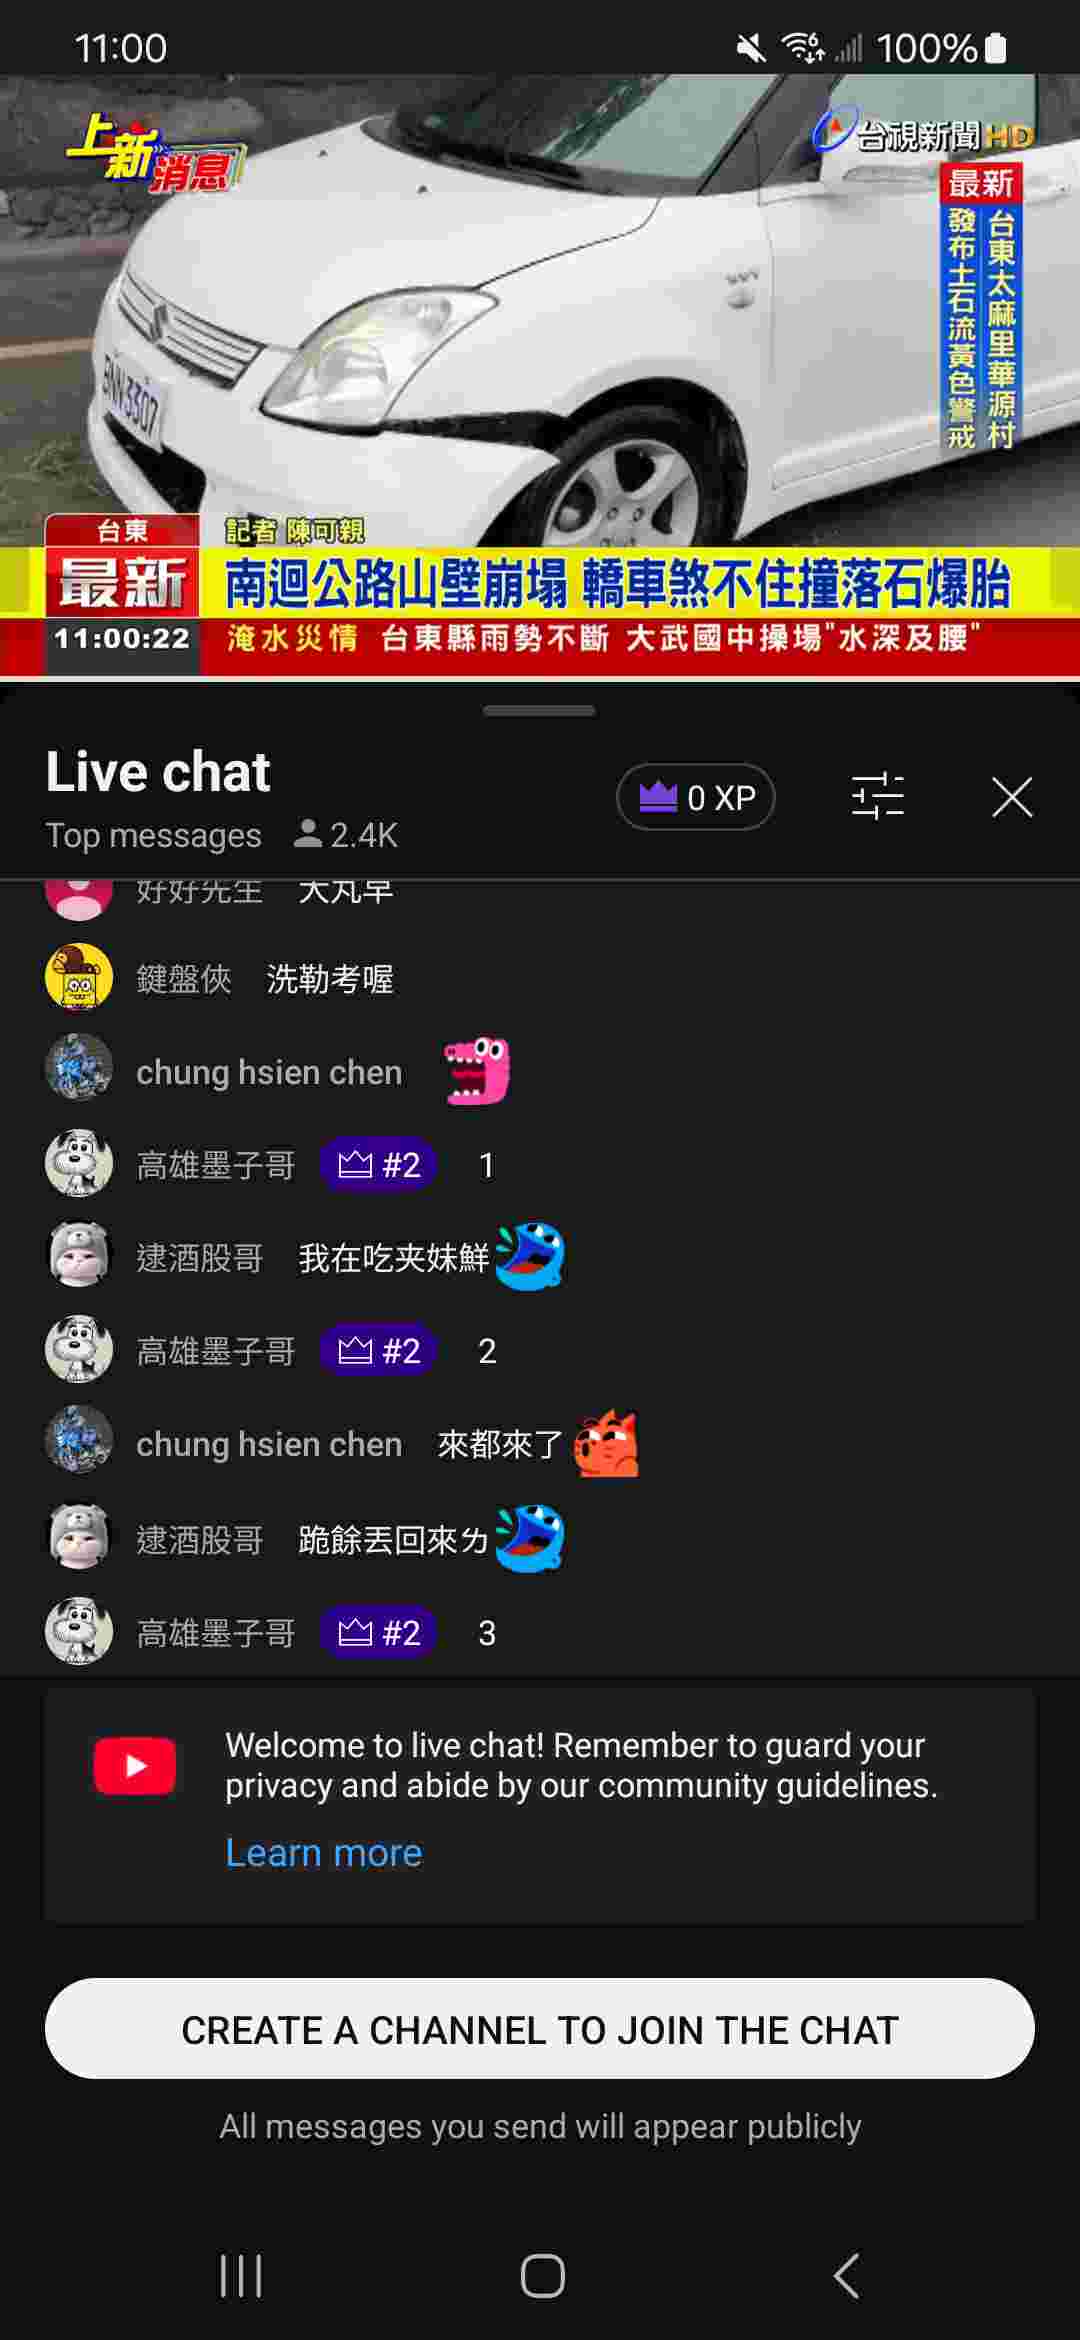 11:00
100%
上新消息
台視新聞HD
最新
台東太麻里華源村
發布土石流黃色警戒
BNN-3307
台東
記者 陳可親
最新
南迴公路山壁崩塌 轎車煞不住撞落石爆胎
11:00:22
淹水災情 台東縣雨勢不斷 大武國中操場"水深及腰"
Live chat
0 XP
Top messages 2.4K
好好先生 大丸早
鍵盤俠 洗勒考喔
chung hsien chen
高雄墨子哥 #2 1
逮酒股哥 我在吃夹妹鮮
高雄墨子哥 #2 2
chung hsien chen 來都來了
逮酒股哥 跪餘丟回來ㄌ
高雄墨子哥 #2 3
Welcome to live chat! Remember to guard your
privacy and abide by our community guidelines.
Learn more
CREATE A CHANNEL TO JOIN THE CHAT
All messages you send will appear publicly